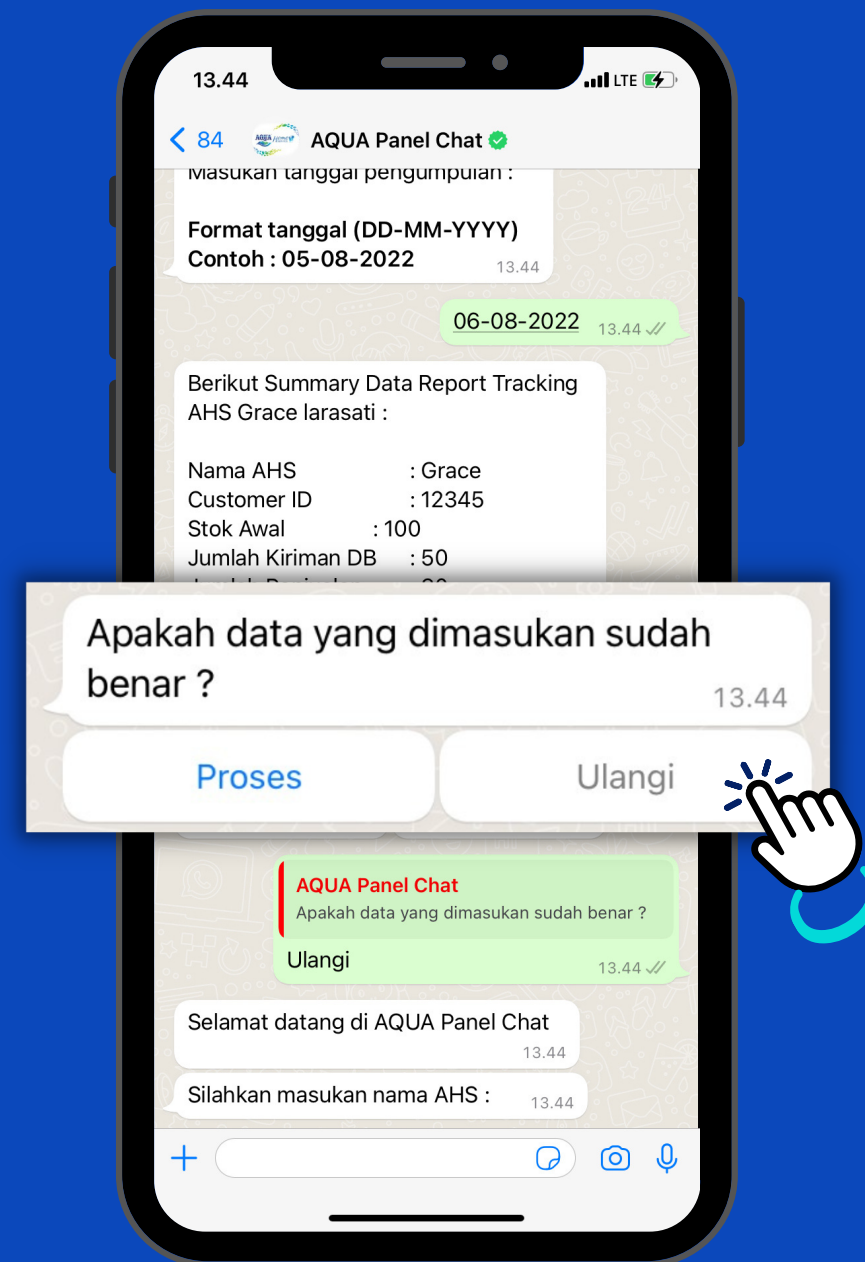 13.44
LTE
84
AQUA Panel Chat
Masukan tanggal pengumpulan :
Format tanggal (DD-MM-YYYY)
Contoh : 05-08-2022
13.44
06-08-2022
13.44
Berikut Summary Data Report Tracking
AHS Grace larasati :
Nama AHS : Grace
Customer ID : 12345
Stok Awal : 100
Jumlah Kiriman DB : 50
Apakah data yang dimasukan sudah
benar ?
13.44
Proses
Ulangi
AQUA Panel Chat
Apakah data yang dimasukan sudah benar ?
Ulangi
13.44
Selamat datang di AQUA Panel Chat
13.44
Silahkan masukan nama AHS :
13.44